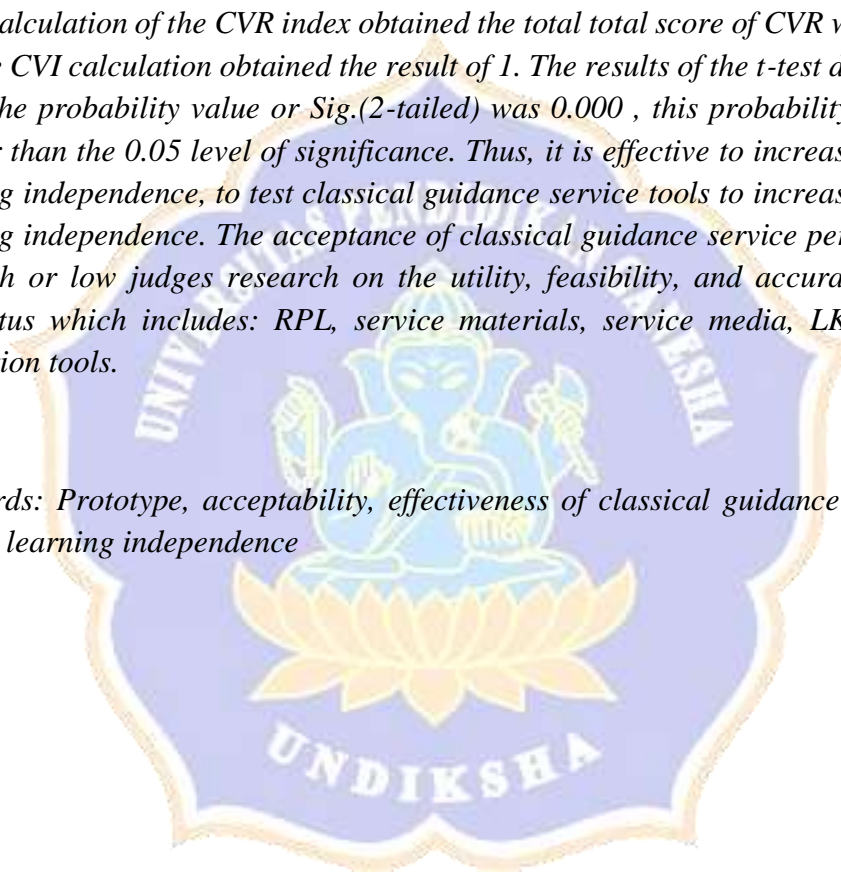 alculation of the CVR index obtained the total total score of CVR
CVI calculation obtained the result of 1. The results of the t-test
he probability value or Sig.(2-tailed) was 0.000 , this probability
than the 0.05 level of significance. Thus, it is effective to increas
g independence, to test classical guidance service tools to increas
g independence. The acceptance of classical guidance service per
h or low judges research on the utility, feasibility, and accura
tus which includes: RPL, service materials, service media, LK
ion tools.
rds: Prototype, acceptability, effectiveness of classical guidance
learning independence
UNIVERSITAS PENDIDIKAN GANESHA
UNDIKSHA